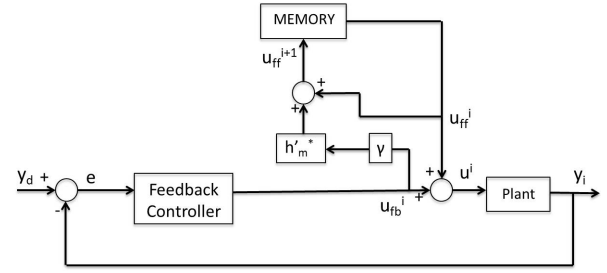 MEMORY
u_ff^{i+1}
+
+
u_ff^i
h'_m*
γ
y_d +
e
-
Feedback
Controller
u_fb^i
+
+
u^i
Plant
y_i